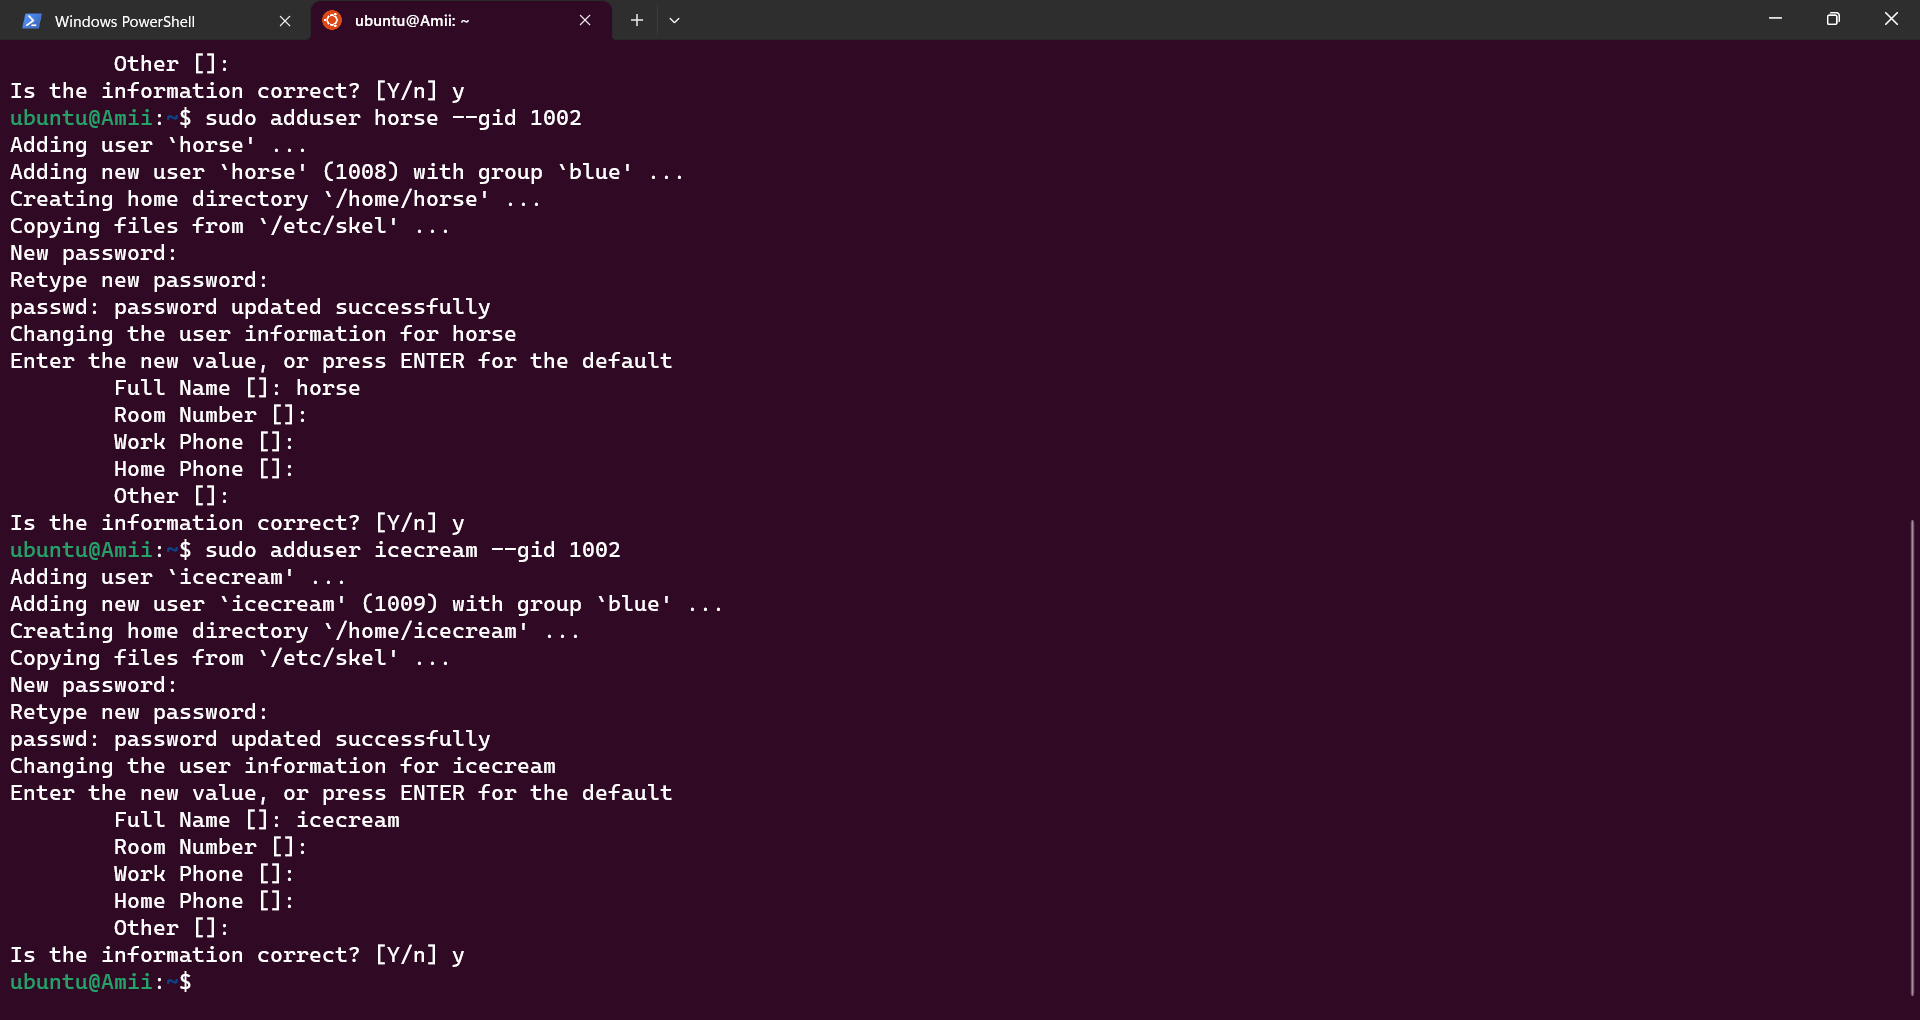 Windows PowerShell
ubuntu@Amii: ~
        Other []:
Is the information correct? [Y/n] y
ubuntu@Amii:~$ sudo adduser horse --gid 1002
Adding user `horse' ...
Adding new user `horse' (1008) with group `blue' ...
Creating home directory `/home/horse' ...
Copying files from `/etc/skel' ...
New password:
Retype new password:
passwd: password updated successfully
Changing the user information for horse
Enter the new value, or press ENTER for the default
        Full Name []: horse
        Room Number []:
        Work Phone []:
        Home Phone []:
        Other []:
Is the information correct? [Y/n] y
ubuntu@Amii:~$ sudo adduser icecream --gid 1002
Adding user `icecream' ...
Adding new user `icecream' (1009) with group `blue' ...
Creating home directory `/home/icecream' ...
Copying files from `/etc/skel' ...
New password:
Retype new password:
passwd: password updated successfully
Changing the user information for icecream
Enter the new value, or press ENTER for the default
        Full Name []: icecream
        Room Number []:
        Work Phone []:
        Home Phone []:
        Other []:
Is the information correct? [Y/n] y
ubuntu@Amii:~$